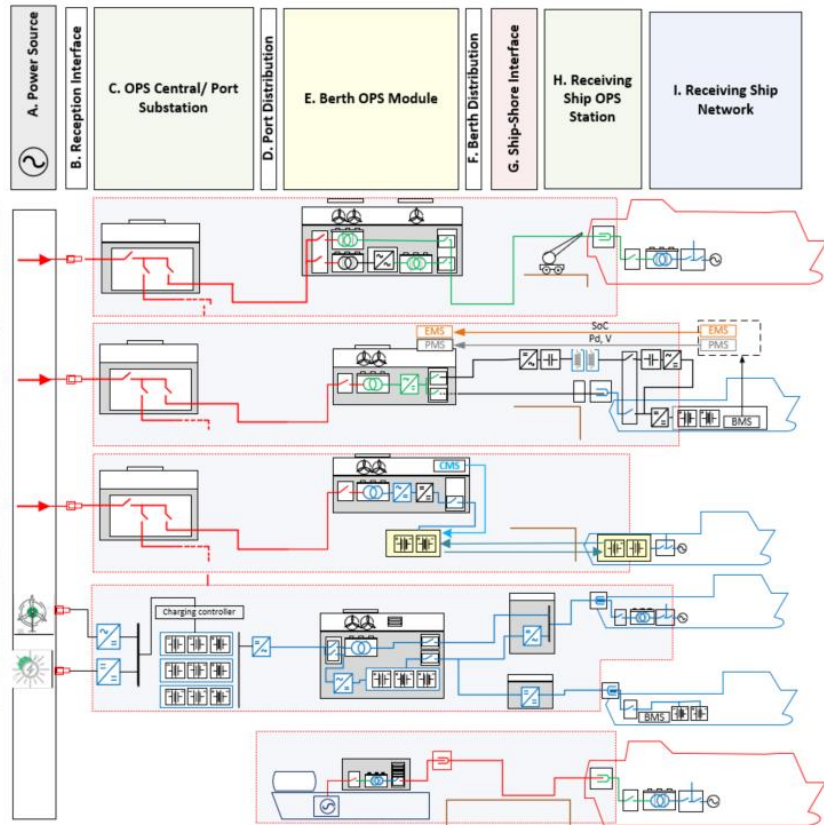 A. Power Source
B. Reception Interface
C. OPS Central/ Port
Substation
D. Port Distribution
E. Berth OPS Module
F. Berth Distribution
G. Ship-Shore Interface
H. Receiving
Ship OPS
Station
I. Receiving Ship
Network
EMS
SoC
EMS
PMS
Pd, V
PMS
BMS
CMS
Charging controller
BMS